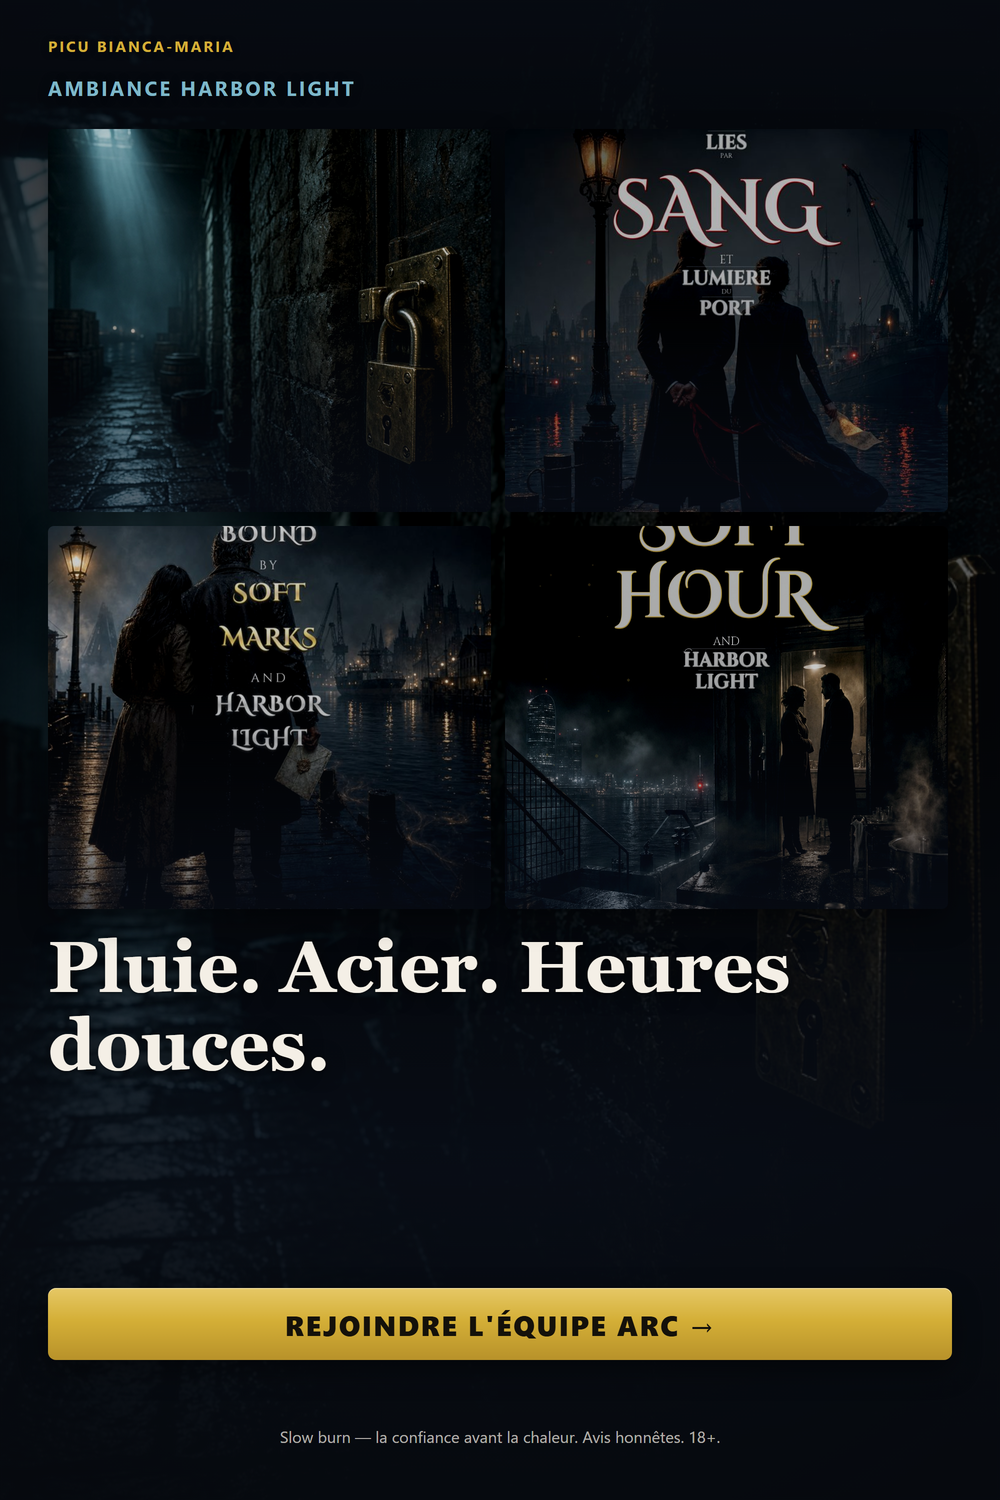 PICU BIANCA-MARIA
AMBIANCE HARBOR LIGHT
LIES
PAR
SANG
ET
LUMIERE
DU
PORT
BOUND
BY
SOFT
MARKS
AND
HARBOR
LIGHT
SOFT
HOUR
AND
HARBOR
LIGHT
Pluie. Acier. Heures
douces.
REJOINDRE L'ÉQUIPE ARC →
Slow burn — la confiance avant la chaleur. Avis honnêtes. 18+.